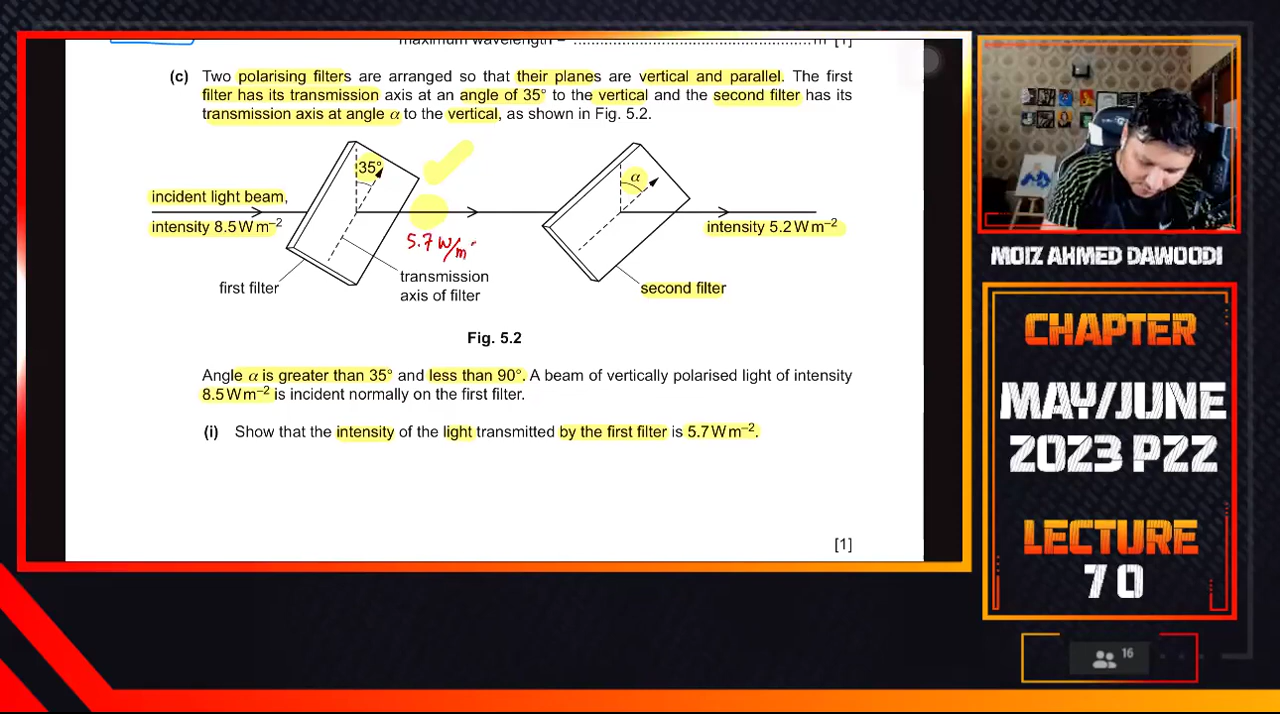 maximum wavelength = ........................................................ m [1]
(c) Two polarising filters are arranged so that their planes are vertical and parallel. The first
filter has its transmission axis at an angle of 35° to the vertical and the second filter has its
transmission axis at angle α to the vertical, as shown in Fig. 5.2.
35°
α
incident light beam,
intensity 8.5 W m⁻²
intensity 5.2 W m⁻²
5.7 W/m
transmission
axis of filter
first filter
second filter
Fig. 5.2
Angle α is greater than 35° and less than 90°. A beam of vertically polarised light of intensity
8.5 W m⁻² is incident normally on the first filter.
(i) Show that the intensity of the light transmitted by the first filter is 5.7 W m⁻².
[1]
MOIZ AHMED DAWOODI
CHAPTER
MAY/JUNE
2023 P22
LECTURE
70
16